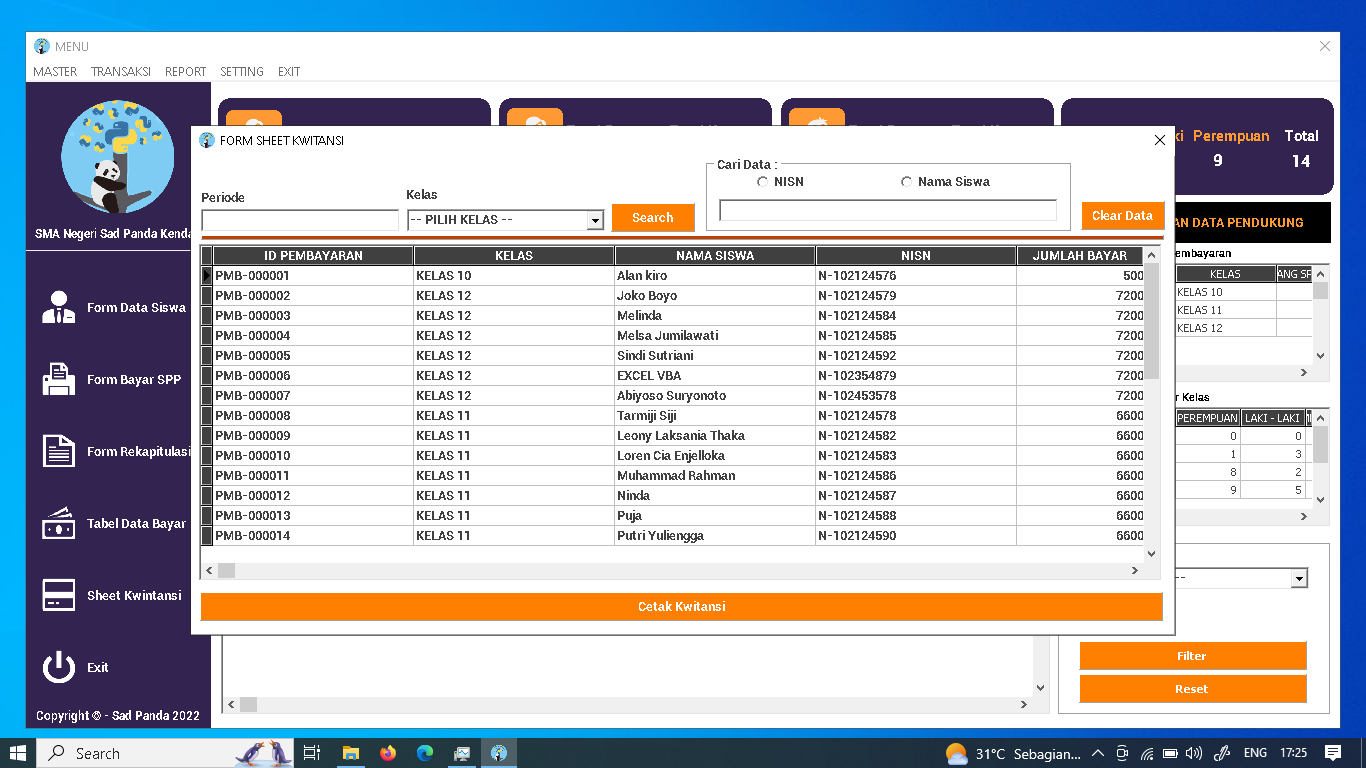 MENU
MASTER TRANSAKSI REPORT SETTING EXIT
SMA Negeri Sad Panda Kenda
Form Data Siswa
Form Bayar SPP
Form Rekapitulasi
Tabel Data Bayar
Sheet Kwintansi
Exit
Copyright © - Sad Panda 2022
FORM SHEET KWITANSI
Periode
Kelas
-- PILIH KELAS --
Search
Cari Data :
NISN Nama Siswa
Clear Data
ID PEMBAYARAN KELAS NAMA SISWA NISN JUMLAH BAYAR
PMB-000001 KELAS 10 Alan kiro N-102124576 500
PMB-000002 KELAS 12 Joko Boyo N-102124579 7200
PMB-000003 KELAS 12 Melinda N-102124584 7200
PMB-000004 KELAS 12 Melsa Jumilawati N-102124585 7200
PMB-000005 KELAS 12 Sindi Sutriani N-102124592 7200
PMB-000006 KELAS 12 EXCEL VBA N-102354879 7200
PMB-000007 KELAS 12 Abiyoso Suryonoto N-102453578 7200
PMB-000008 KELAS 11 Tarmiji Siji N-102124578 6600
PMB-000009 KELAS 11 Leony Laksania Thaka N-102124582 6600
PMB-000010 KELAS 11 Loren Cia Enjelloka N-102124583 6600
PMB-000011 KELAS 11 Muhammad Rahman N-102124586 6600
PMB-000012 KELAS 11 Ninda N-102124587 6600
PMB-000013 KELAS 11 Puja N-102124588 6600
PMB-000014 KELAS 11 Putri Yuliengga N-102124590 6600
Cetak Kwitansi
ki Perempuan Total
9 14
AN DATA PENDUKUNG
embayaran
KELAS ANG SP
KELAS 10
KELAS 11
KELAS 12
r Kelas
PEREMPUAN LAKI - LAKI
0 0
1 3
8 2
9 5
--
Filter
Reset
Search
31°C Sebagian... ENG 17:25